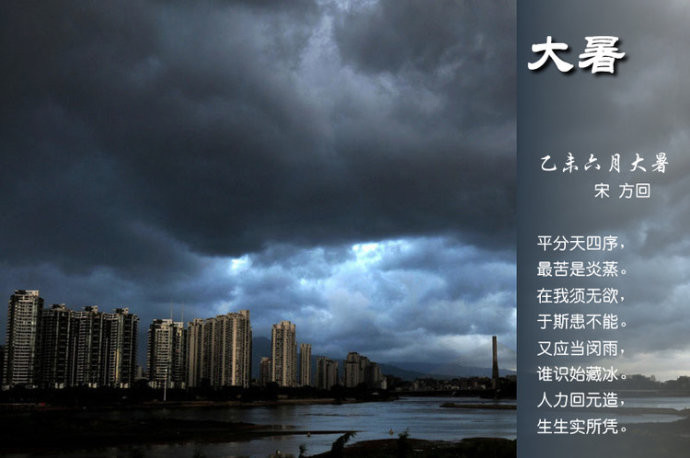 大暑
乙未六月大暑
宋 方回
平分天四序，
最苦是炎蒸。
在我须无欲，
于斯患不能。
又应当闵雨，
谁识始藏冰。
人力回元造，
生生实所凭。